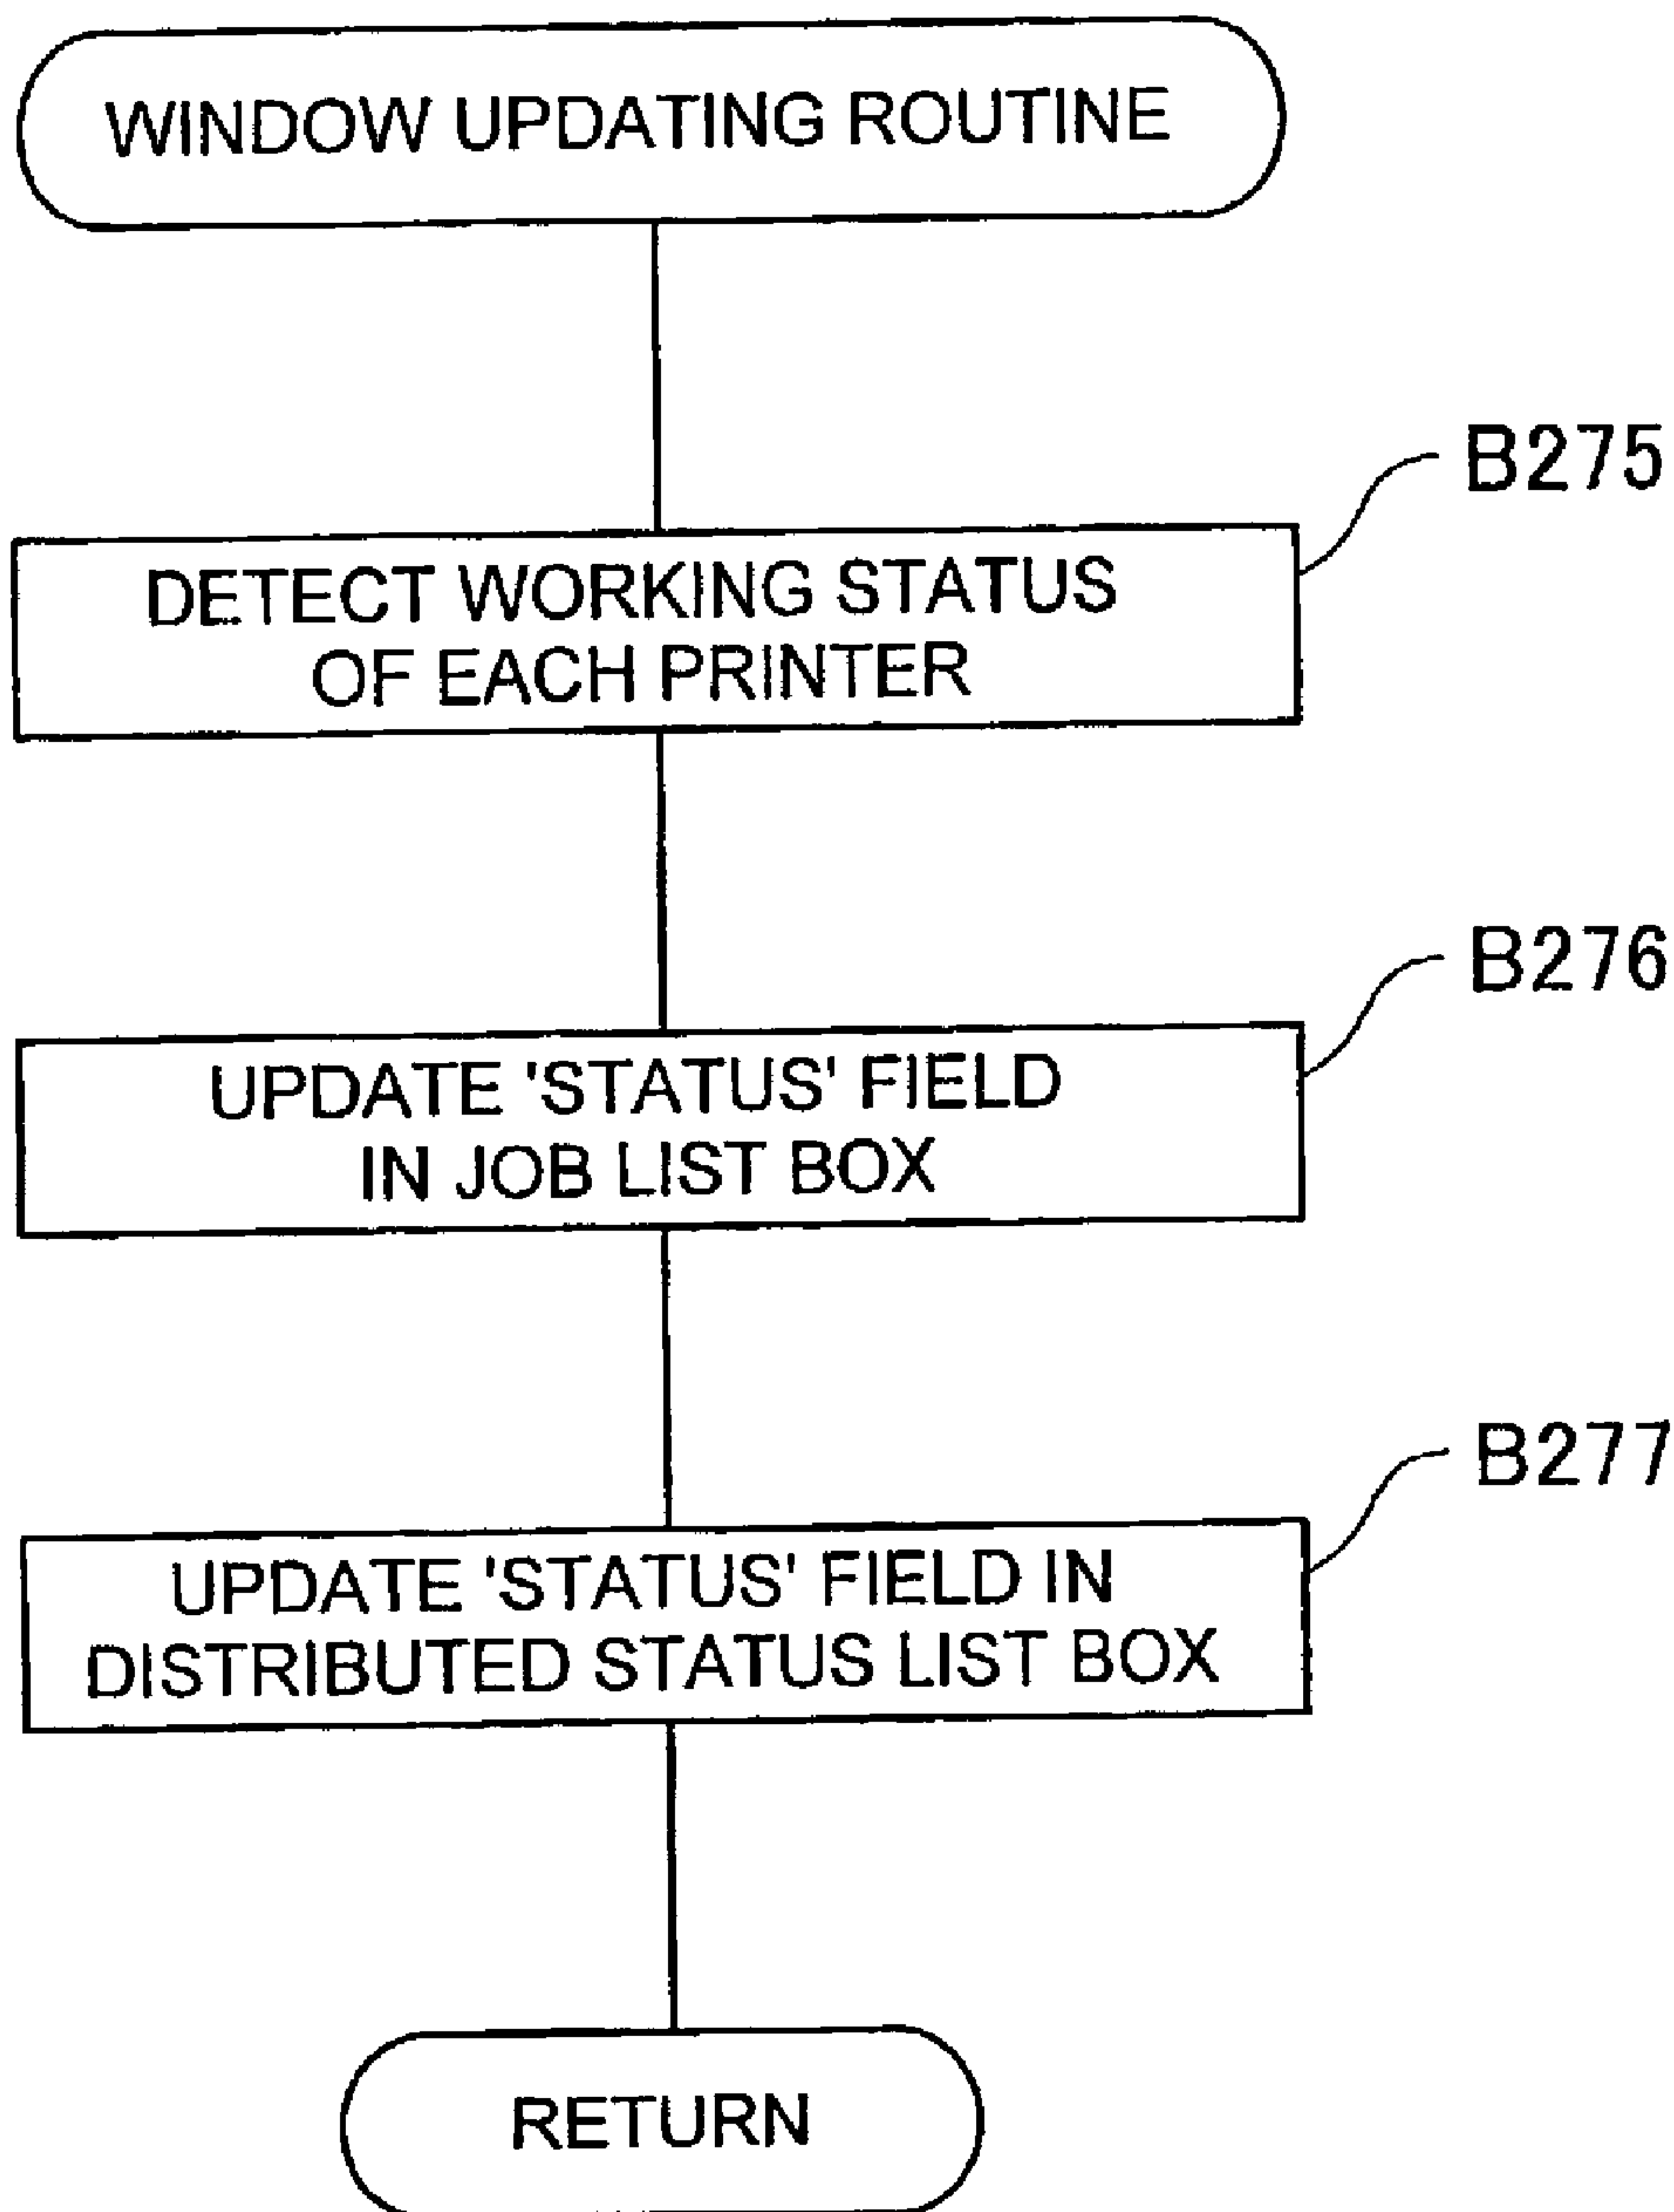 WINDOW UPDATING ROUTINE
B275
DETECT WORKING STATUS
OF EACH PRINTER
B276
UPDATE 'STATUS' FIELD
IN JOB LIST BOX
B277
UPDATE 'STATUS' FIELD IN
DISTRIBUTED STATUS LIST BOX
RETURN